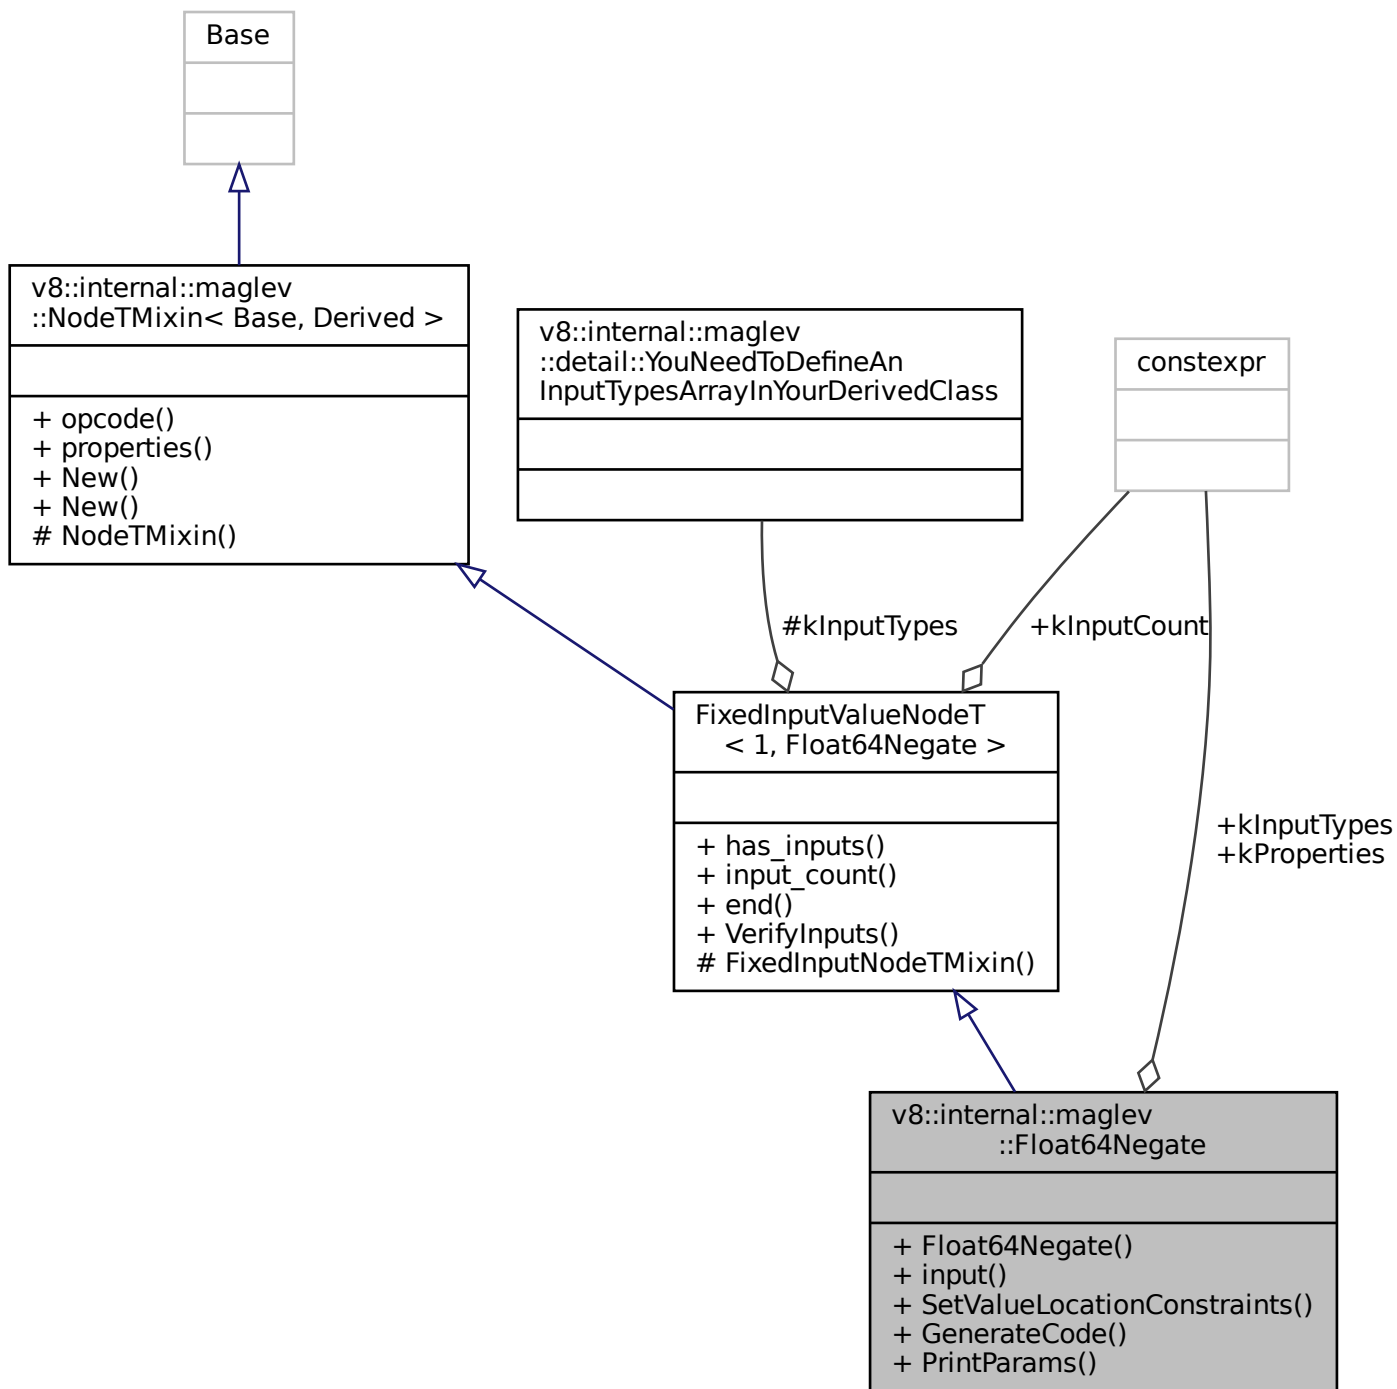 Base
v8::internal::maglev
::NodeTMixin< Base, Derived >
+ opcode()
+ properties()
+ New()
+ New()
# NodeTMixin()
v8::internal::maglev
::detail::YouNeedToDefineAn
InputTypesArrayInYourDerivedClass
constexpr
#kInputTypes
+kInputCount
FixedInputValueNodeT
< 1, Float64Negate >
+ has_inputs()
+ input_count()
+ end()
+ VerifyInputs()
# FixedInputNodeTMixin()
+kInputTypes
+kProperties
v8::internal::maglev
::Float64Negate
+ Float64Negate()
+ input()
+ SetValueLocationConstraints()
+ GenerateCode()
+ PrintParams()